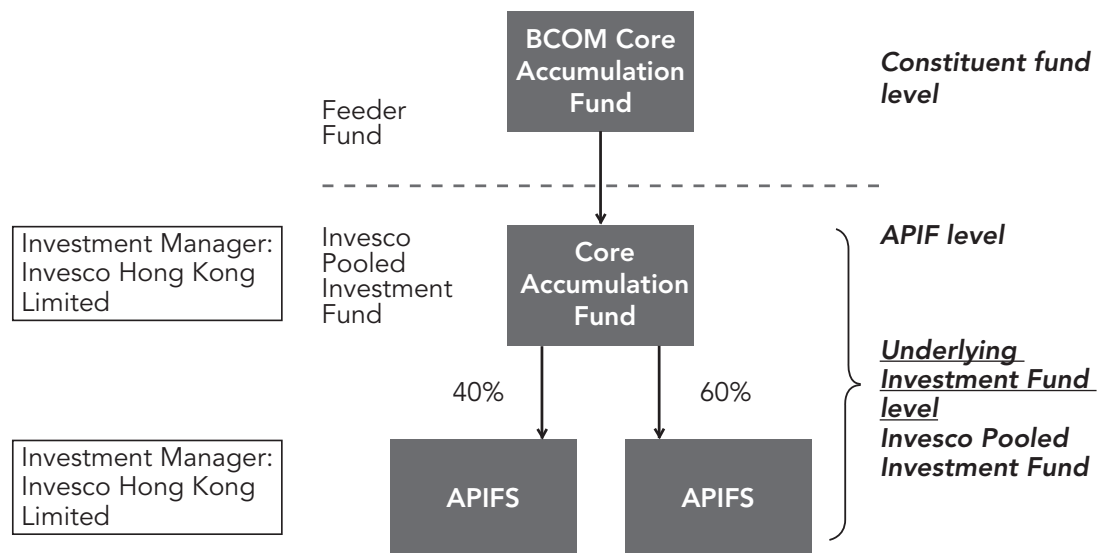 BCOM Core
Accumulation
Fund
Constituent fund
level
Feeder
Fund
Investment Manager:
Invesco Hong Kong
Limited
Invesco
Pooled
Investment
Fund
Core
Accumulation
Fund
APIF level
40%
60%
Underlying
Investment Fund
level
Invesco Pooled
Investment Fund
Investment Manager:
Invesco Hong Kong
Limited
APIFS
APIFS